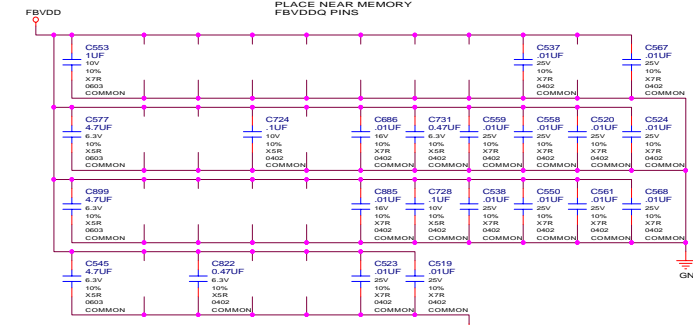 PLACE NEAR MEMORY
FBVDD
FBVDDQ PINS
C553
1UF
10V
10%
X7R
0603
COMMON
C537
.01UF
25V
10%
X7R
0402
COMMON
C567
.01UF
25V
10%
X7R
0402
COMMON
C577
4.7UF
6.3V
10%
X5R
0603
COMMON
C724
.1UF
10V
10%
X5R
0402
COMMON
C686
.01UF
16V
10%
X7R
0402
COMMON
C731
0.47UF
6.3V
10%
X5R
0402
COMMON
C559
.01UF
25V
10%
X7R
0402
COMMON
C558
.01UF
25V
10%
X7R
0402
COMMON
C520
.01UF
25V
10%
X7R
0402
COMMON
C524
.01UF
25V
10%
X7R
0402
COMMON
C899
4.7UF
6.3V
10%
X5R
0603
COMMON
C885
.01UF
16V
10%
X7R
0402
COMMON
C728
.1UF
10V
10%
X5R
0402
COMMON
C538
.01UF
25V
10%
X7R
0402
COMMON
C550
.01UF
25V
10%
X7R
0402
COMMON
C561
.01UF
25V
10%
X7R
0402
COMMON
C568
.01UF
25V
10%
X7R
0402
COMMON
C545
4.7UF
6.3V
10%
X5R
0603
COMMON
C822
0.47UF
6.3V
10%
X5R
0402
COMMON
C523
.01UF
25V
10%
X7R
0402
COMMON
C519
.01UF
25V
10%
X7R
0402
COMMON
GN